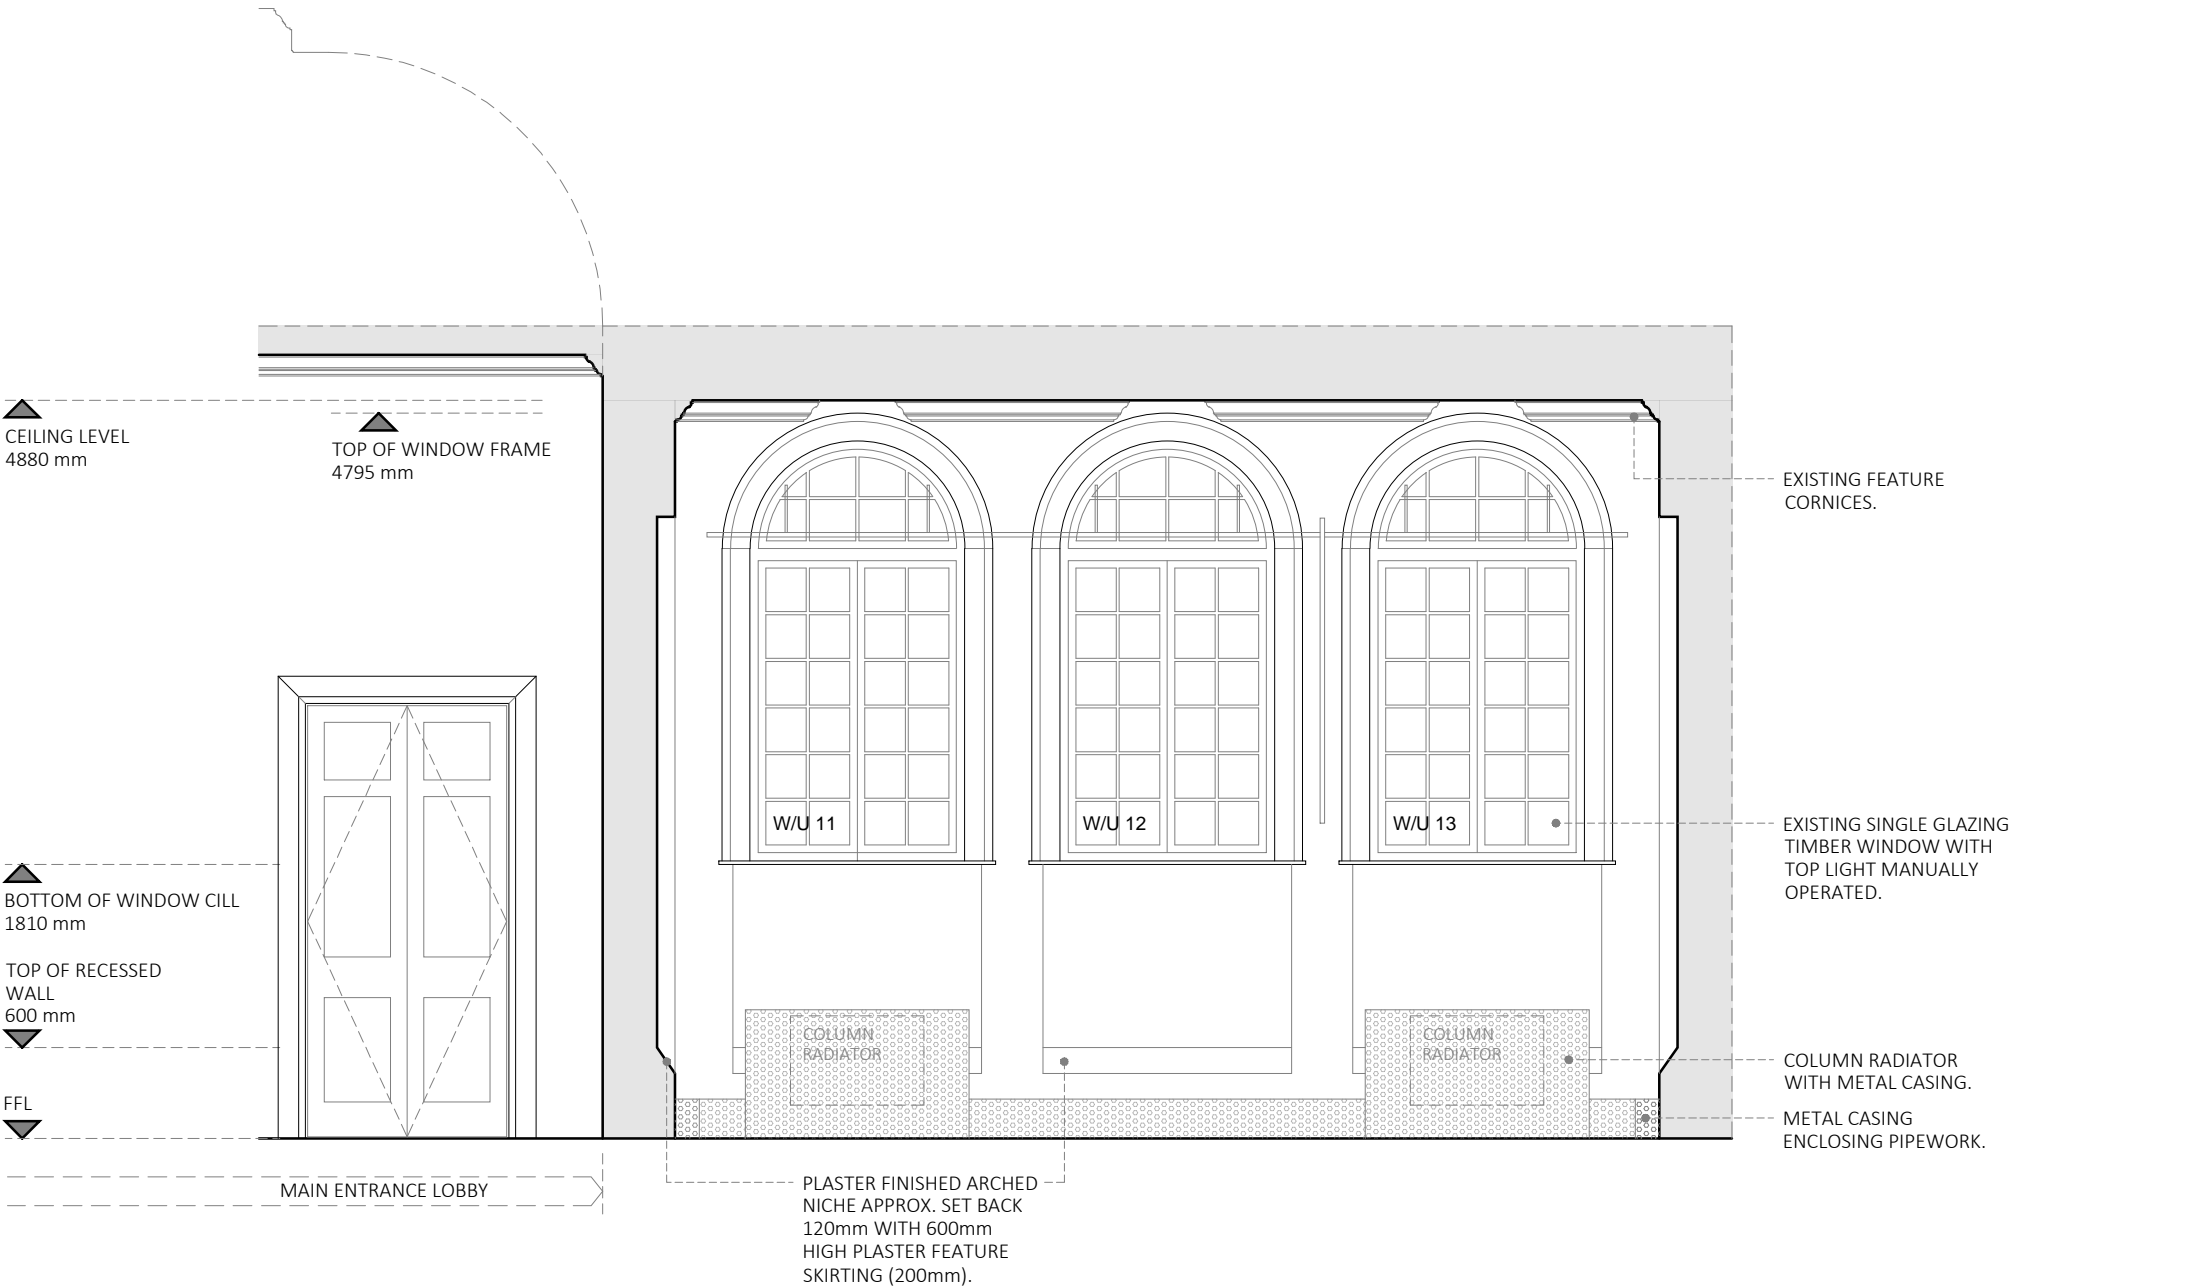 CEILING LEVEL
4880 mm
TOP OF WINDOW FRAME
4795 mm
EXISTING FEATURE
CORNICES.
W/U 11
W/U 12
W/U 13
EXISTING SINGLE GLAZING
TIMBER WINDOW WITH
TOP LIGHT MANUALLY
OPERATED.
BOTTOM OF WINDOW CILL
1810 mm
TOP OF RECESSED
WALL
600 mm
COLUMN
RADIATOR
COLUMN
RADIATOR
COLUMN RADIATOR
WITH METAL CASING.
FFL
METAL CASING
ENCLOSING PIPEWORK.
MAIN ENTRANCE LOBBY
PLASTER FINISHED ARCHED
NICHE APPROX. SET BACK
120mm WITH 600mm
HIGH PLASTER FEATURE
SKIRTING (200mm).